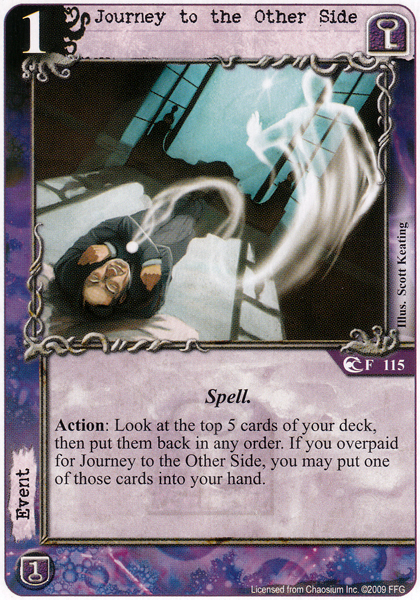 1
Journey to the Other Side
Illus. Scott Keating
F 115
Spell.
Action: Look at the top 5 cards of your deck,
then put them back in any order. If you overpaid
for Journey to the Other Side, you may put one
of those cards into your hand.
Event
Licensed from Chaosium Inc. ©2009 FFG